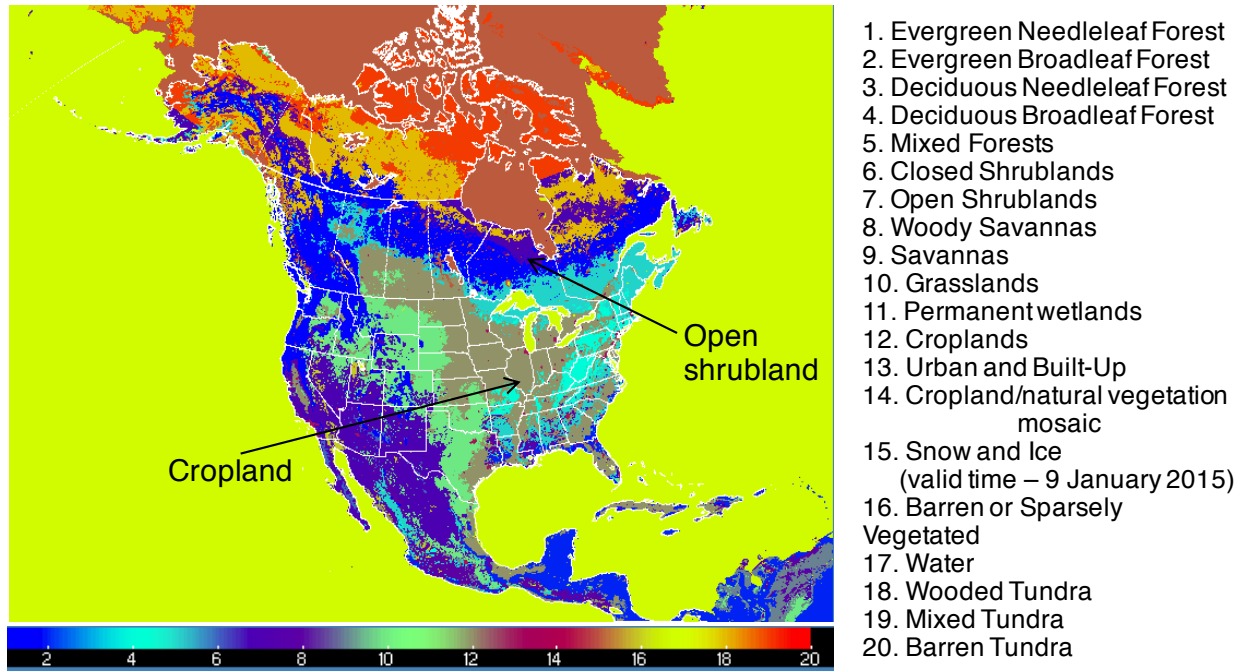 1. Evergreen Needleleaf Forest
2. Evergreen Broadleaf Forest
3. Deciduous Needleleaf Forest
4. Deciduous Broadleaf Forest
5. Mixed Forests
6. Closed Shrublands
7. Open Shrublands
8. Woody Savannas
9. Savannas
10. Grasslands
11. Permanent wetlands
12. Croplands
13. Urban and Built-Up
14. Cropland/natural vegetation
mosaic
15. Snow and Ice
(valid time – 9 January 2015)
16. Barren or Sparsely
Vegetated
17. Water
18. Wooded Tundra
19. Mixed Tundra
20. Barren Tundra
Open
shrubland
Cropland
2 4 6 8 10 12 14 16 18 20